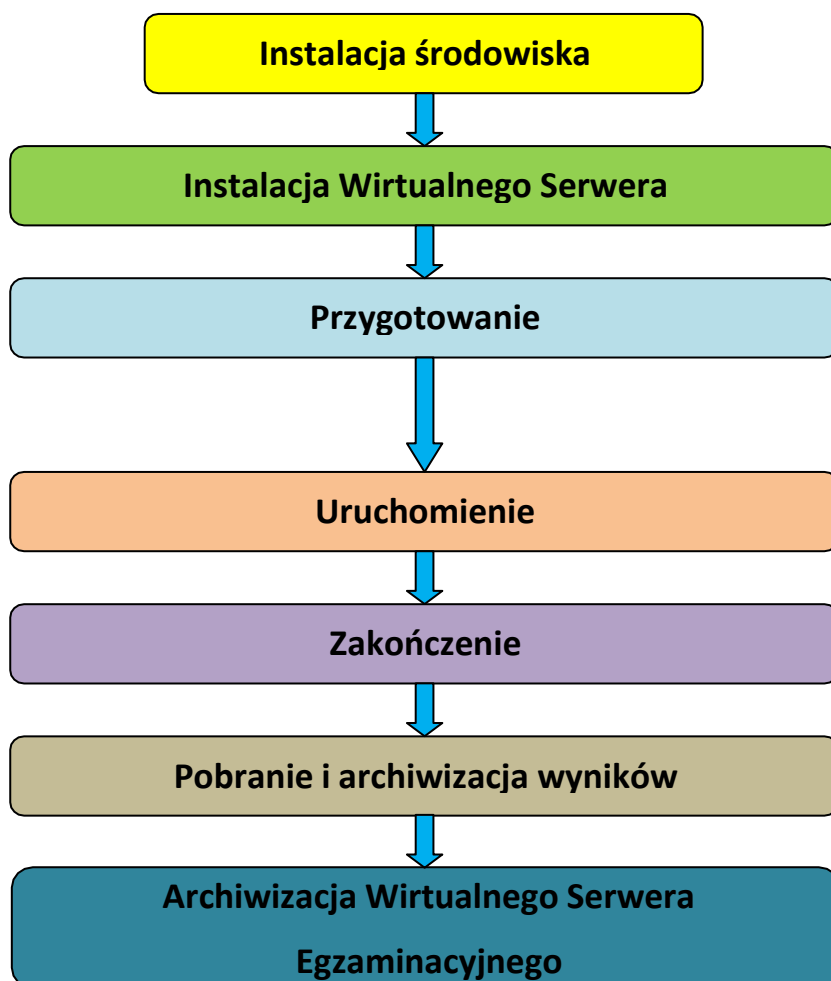 Instalacja środowiska
Instalacja Wirtualnego Serwera
Przygotowanie
Uruchomienie
Zakończenie
Pobranie i archiwizacja wyników
Archiwizacja Wirtualnego Serwera
Egzaminacyjnego